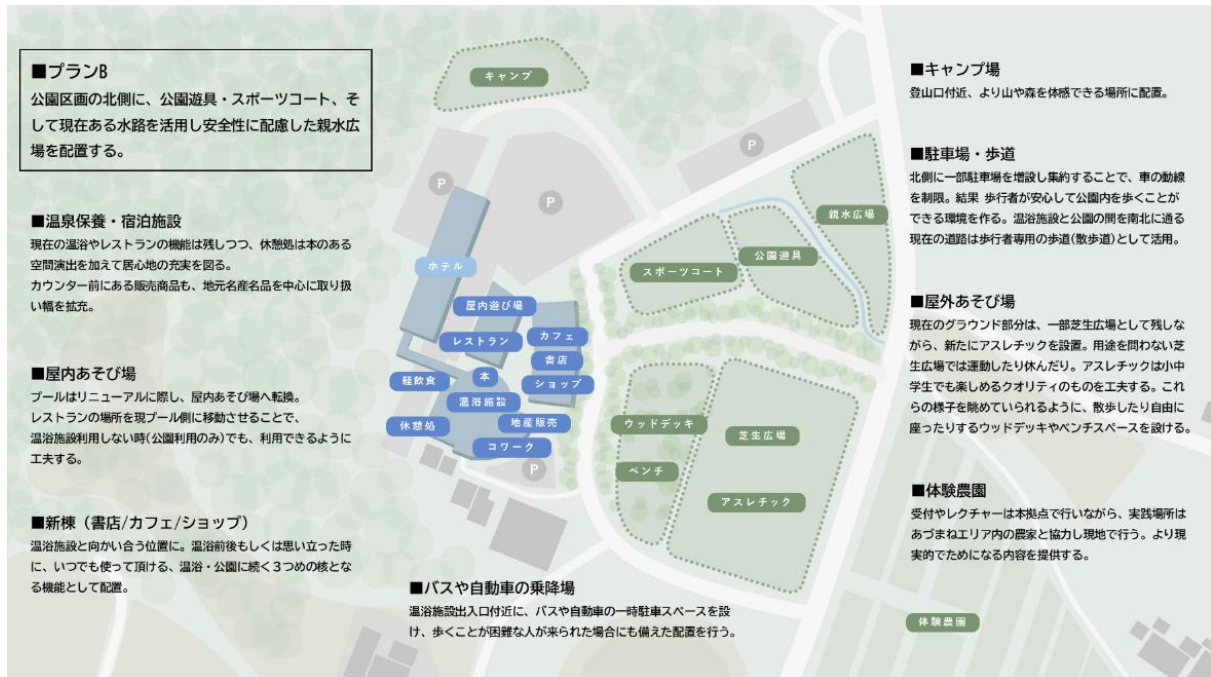 ■プランB
公園区画の北側に、公園遊具・スポーツコート、そ
して現在ある水路を活用し安全性に配慮した親水広
場を配置する。
■温泉保養・宿泊施設
現在の温浴やレストランの機能は残しつつ、休憩処は本のある
空間演出を加えて居心地の充実を図る。
カウンター前にある販売商品も、地元名産名品を中心に取り扱
い幅を拡充。
■屋内あそび場
プールはリニューアルに際し、屋内あそび場へ転換。
レストランの場所を現プール側に移動させることで、
温浴施設利用しない時(公園利用のみ)でも、利用できるように
工夫する。
■新棟（書店/カフェ/ショップ）
温浴施設と向かい合う位置に。温浴前後もしくは思い立った時
に、いつでも使って頂ける、温浴・公園に続く３つめの核とな
る機能として配置。
キャンプ
P
P
P
親水広場
公園遊具
スポーツコート
ホテル
屋内遊び場
レストラン
カフェ
書店
ショップ
軽飲食
本
温浴施設
休憩処
地産販売
コワーク
P
ウッドデッキ
ベンチ
芝生広場
アスレチック
■バスや自動車の乗降場
温浴施設出入口付近に、バスや自動車の一時駐車スペースを設
け、歩くことが困難な人が来られた場合にも備えた配置を行う。
■キャンプ場
登山口付近、より山や森を体感できる場所に配置。
■駐車場・歩道
北側に一部駐車場を増設し集約することで、車の動線
を制限。結果 歩行者が安心して公園内を歩くことが
できる環境を作る。温浴施設と公園の間を南北に通る
現在の道路は歩行者専用の歩道(散歩道)として活用。
■屋外あそび場
現在のグラウンド部分は、一部芝生広場として残しな
がら、新たにアスレチックを設置。用途を問わない芝
生広場では運動したり休んだり。アスレチックは小中
学生でも楽しめるクオリティのものを工夫する。これ
らの様子を眺めていられるように、散歩したり自由に
座ったりするウッドデッキやベンチスペースを設ける。
■体験農園
受付やレクチャーは本拠点で行いながら、実践場所は
あづまねエリア内の農家と協力し現地で行う。より現
実的でためになる内容を提供する。
体験農園